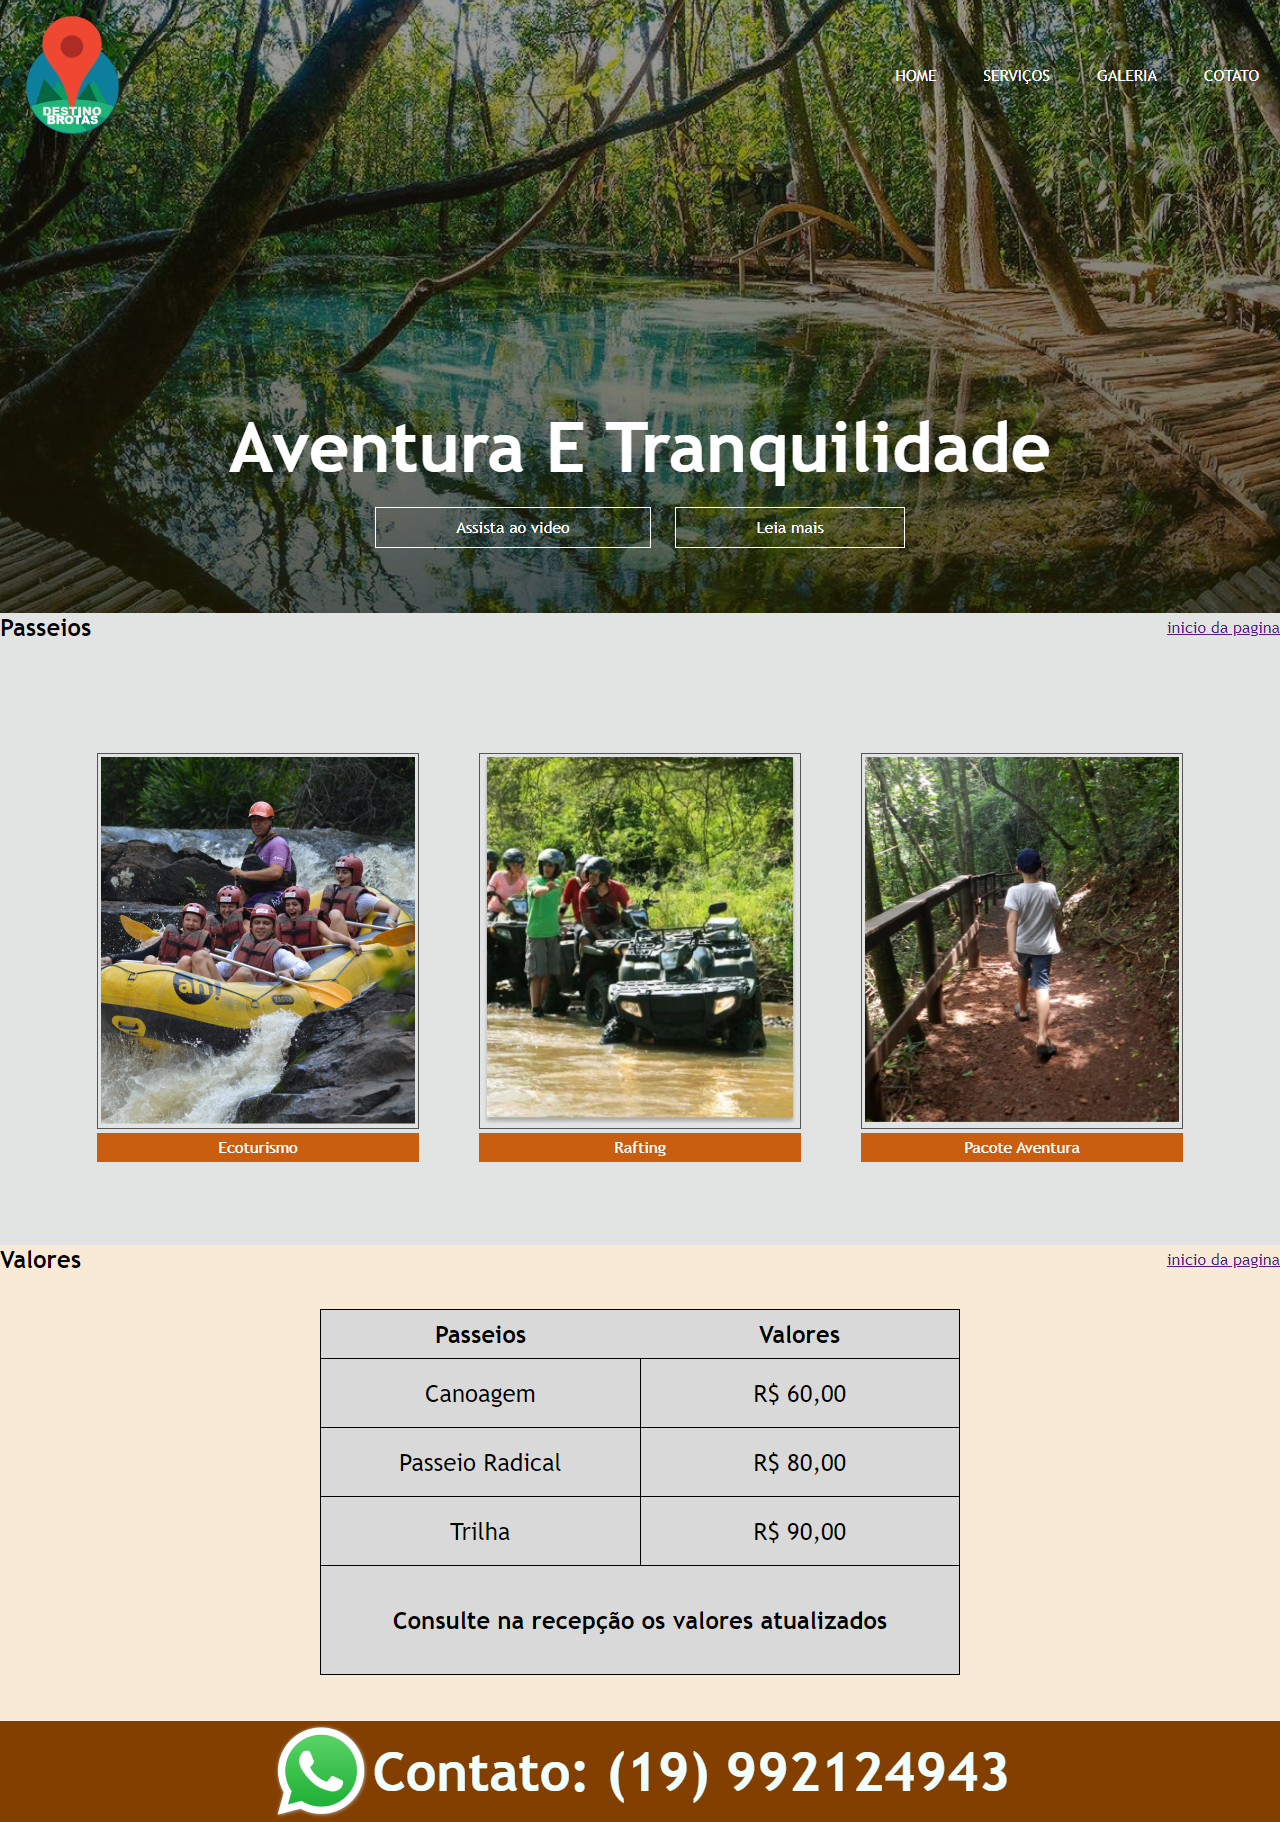 DESTINO
BROTAS
HOME SERVIÇOS GALERIA COTATO
Aventura E Tranquilidade
Assista ao video Leia mais
Passeios inicio da pagina
ah!
Ecoturismo Rafting Pacote Aventura
Valores inicio da pagina
Passeios Valores
Canoagem R$ 60,00
Passeio Radical R$ 80,00
Trilha R$ 90,00
Consulte na recepção os valores atualizados
Contato: (19) 992124943